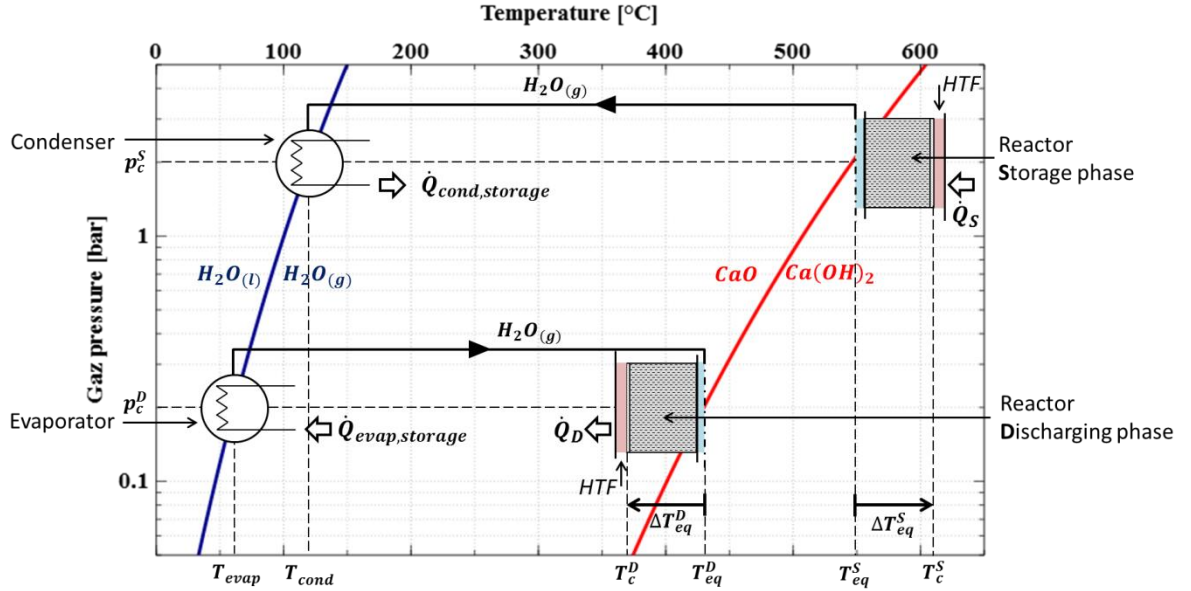 Temperature [°C]
0 100 200 300 400 500 600
H₂O₍g₎
HTF
Condenser
Reactor
Storage phase
p_c^S
Q̇_cond,storage
Q̇_S
Gaz pressure [bar]
1
H₂O₍l₎ H₂O₍g₎
CaO Ca(OH)₂
H₂O₍g₎
p_c^D
Evaporator
Q̇_evap,storage
Q̇_D
Reactor
Discharging phase
HTF
0.1
ΔT_eq^D
ΔT_eq^S
T_evap T_cond T_c^D T_eq^D T_eq^S T_c^S